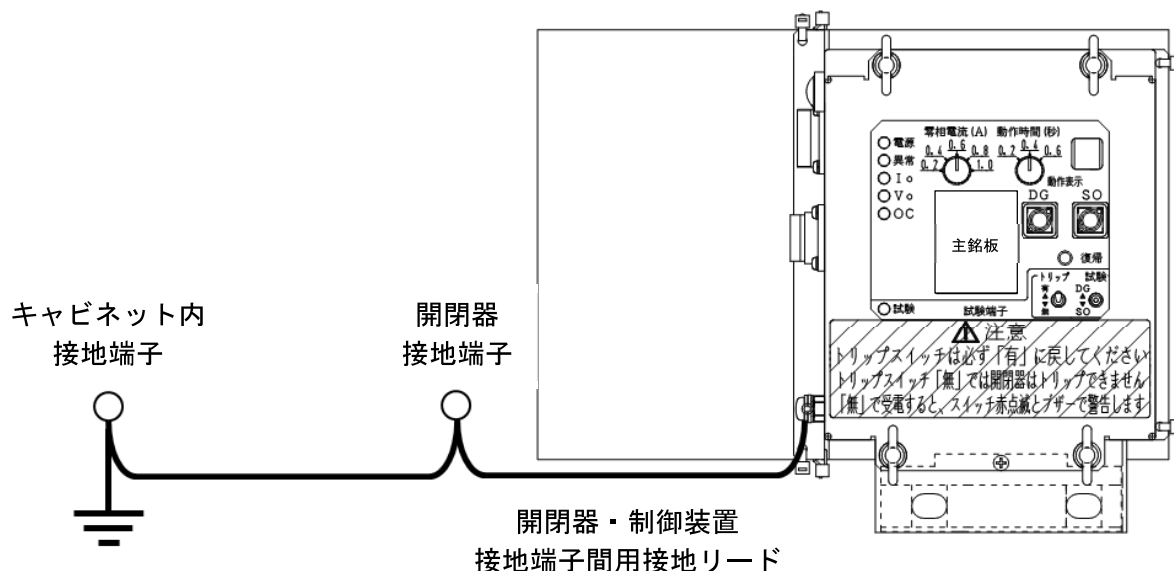 零相電流(A) 動作時間(秒)
0.2 0.4 0.6 0.8 1.0
0.2 0.4 0.6
電源
異常
Io
Vo
OC
動作表示
DG SO
主銘板
復帰
トリップ 試験
有 DG
無 SO
試験 試験端子
注意
トリップスイッチは必ず「有」に戻してください
トリップスイッチ「無」では開閉器はトリップできません
「無」で受電すると、スイッチ赤点滅とブザーで警告します
キャビネット内
接地端子
開閉器
接地端子
開閉器・制御装置
接地端子間用接地リード